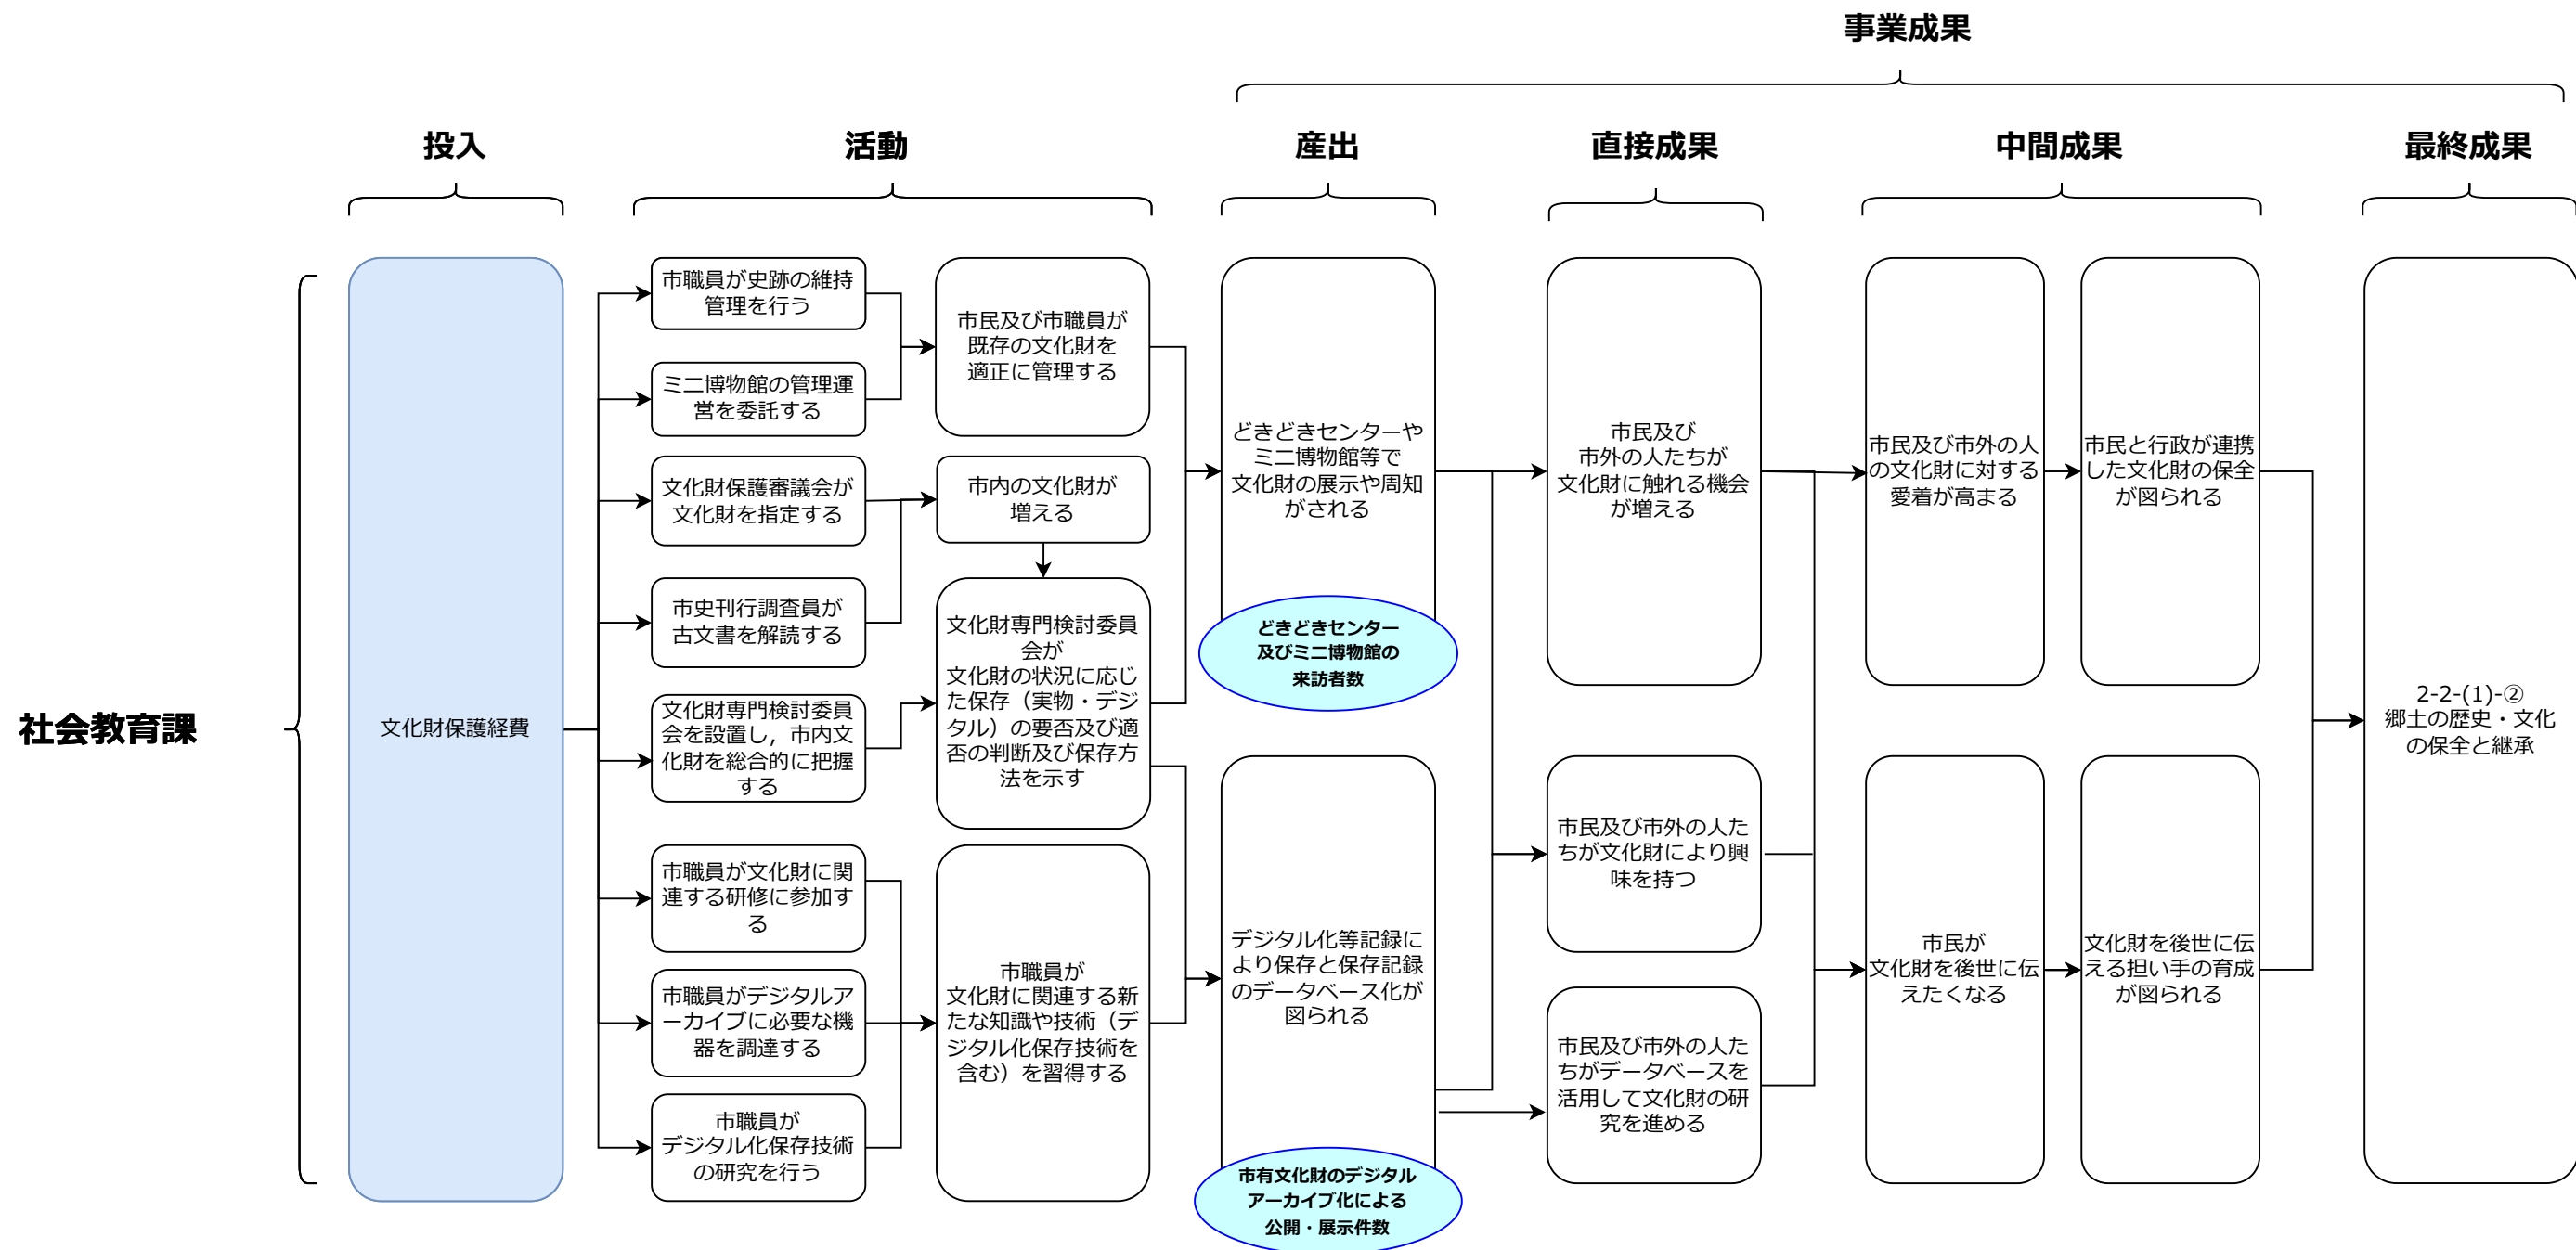 事業成果
投入
活動
産出
直接成果
中間成果
最終成果
社会教育課
文化財保護経費
市職員が史跡の維持
管理を行う
ミニ博物館の管理運
営を委託する
文化財保護審議会が
文化財を指定する
市史刊行調査員が
古文書を解読する
文化財専門検討委員
会を設置し，市内文
化財を総合的に把握
する
市職員が文化財に関
連する研修に参加す
る
市職員がデジタルア
ーカイブに必要な機
器を調達する
市職員が
デジタル化保存技術
の研究を行う
市民及び市職員が
既存の文化財を
適正に管理する
市内の文化財が
増える
文化財専門検討委員
会が
文化財の状況に応じ
た保存（実物・デジ
タル）の要否及び適
否の判断及び保存方
法を示す
市職員が
文化財に関連する新
たな知識や技術（デ
ジタル化保存技術を
含む）を習得する
どきどきセンターや
ミニ博物館等で
文化財の展示や周知
がされる
どきどきセンター
及びミニ博物館の
来訪者数
デジタル化等記録に
より保存と保存記録
のデータベース化が
図られる
市有文化財のデジタル
アーカイブ化による
公開・展示件数
市民及び
市外の人たちが
文化財に触れる機会
が増える
市民及び市外の人た
ちが文化財により興
味を持つ
市民及び市外の人た
ちがデータベースを
活用して文化財の研
究を進める
市民及び市外の人
の文化財に対する
愛着が高まる
市民が
文化財を後世に伝
えたくなる
市民と行政が連携
した文化財の保全
が図られる
文化財を後世に伝
える担い手の育成
が図られる
2-2-(1)-②
郷土の歴史・文化
の保全と継承